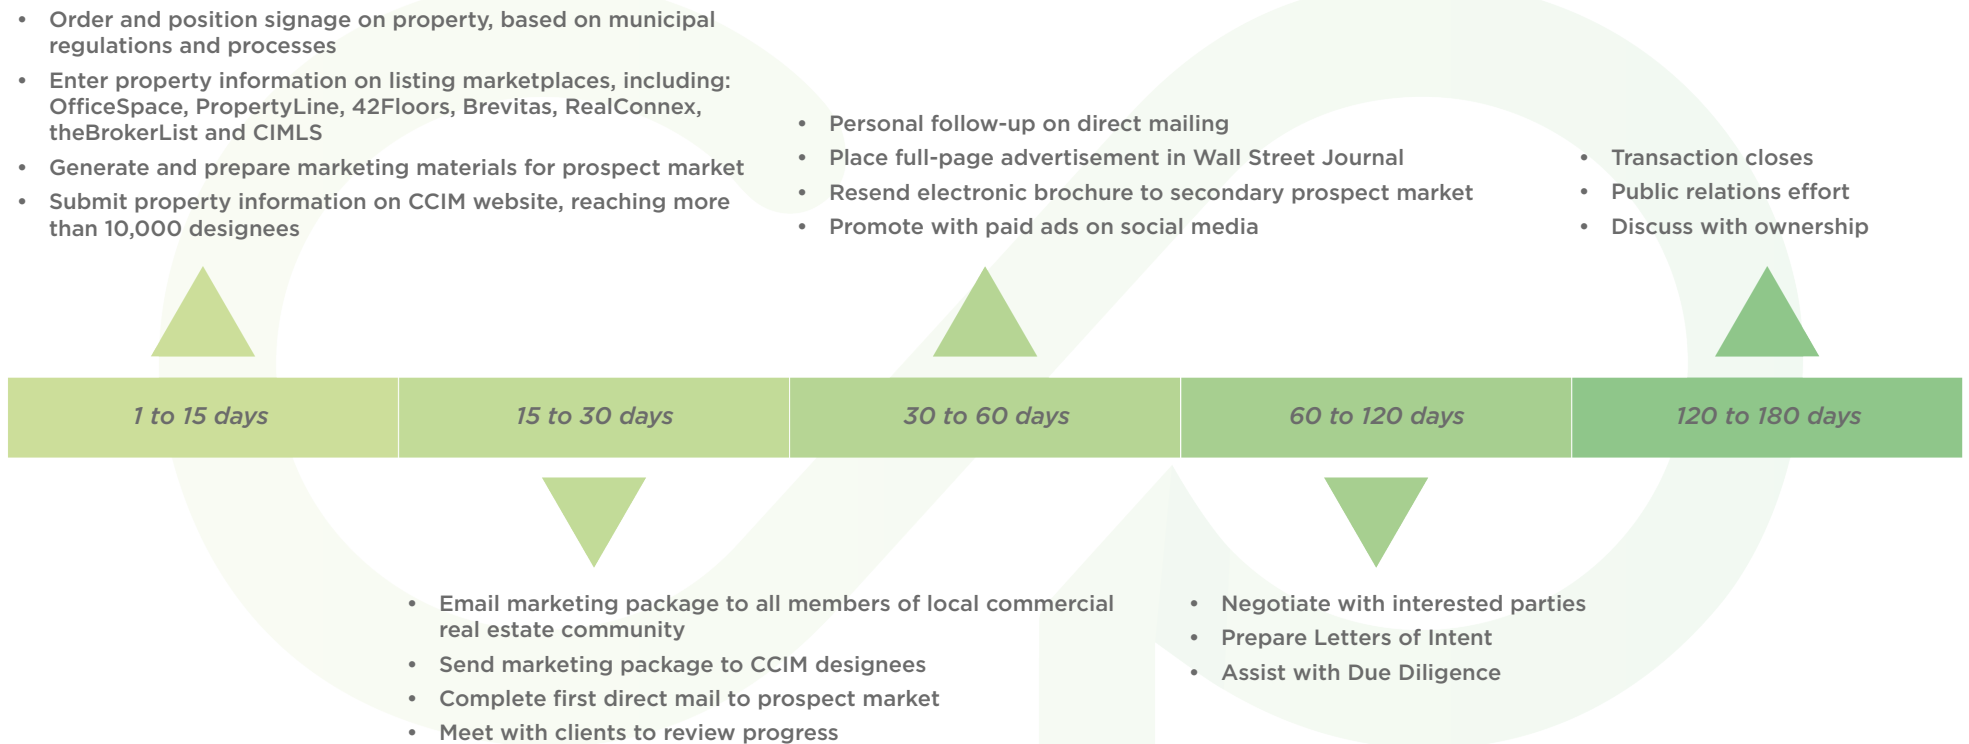 • Order and position signage on property, based on municipal
regulations and processes
• Enter property information on listing marketplaces, including:
OfficeSpace, PropertyLine, 42Floors, Brevitas, RealConnex,
theBrokerList and CIMLS
• Generate and prepare marketing materials for prospect market
• Submit property information on CCIM website, reaching more
than 10,000 designees
• Personal follow-up on direct mailing
• Place full-page advertisement in Wall Street Journal
• Resend electronic brochure to secondary prospect market
• Promote with paid ads on social media
• Transaction closes
• Public relations effort
• Discuss with ownership
1 to 15 days
15 to 30 days
30 to 60 days
60 to 120 days
120 to 180 days
• Email marketing package to all members of local commercial
real estate community
• Send marketing package to CCIM designees
• Complete first direct mail to prospect market
• Meet with clients to review progress
• Negotiate with interested parties
• Prepare Letters of Intent
• Assist with Due Diligence